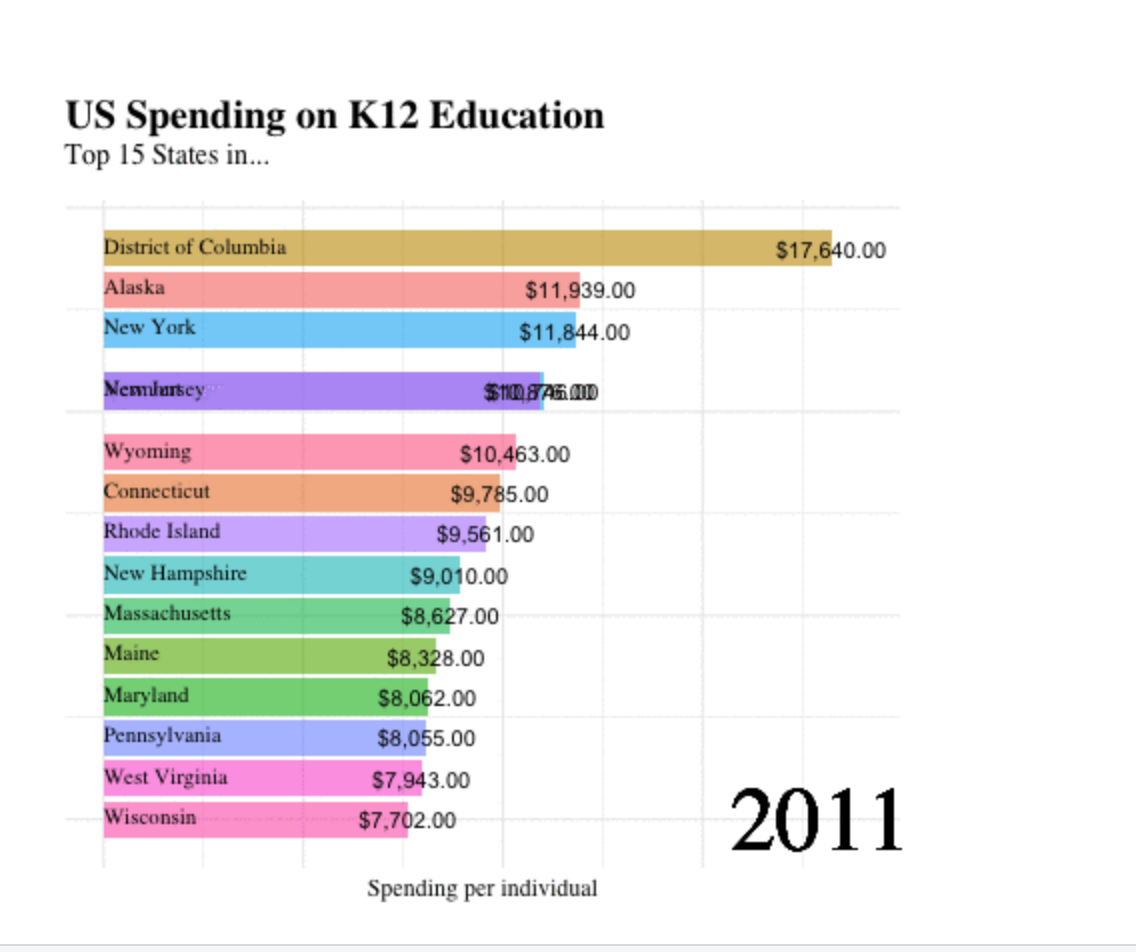 US Spending on K12 Education
Top 15 States in...
District of Columbia $17,640.00
Alaska $11,939.00
New York $11,844.00
Wyoming $10,463.00
Connecticut $9,785.00
Rhode Island $9,561.00
New Hampshire $9,010.00
Massachusetts $8,627.00
Maine $8,328.00
Maryland $8,062.00
Pennsylvania $8,055.00
West Virginia $7,943.00
Wisconsin $7,702.00
2011
Spending per individual